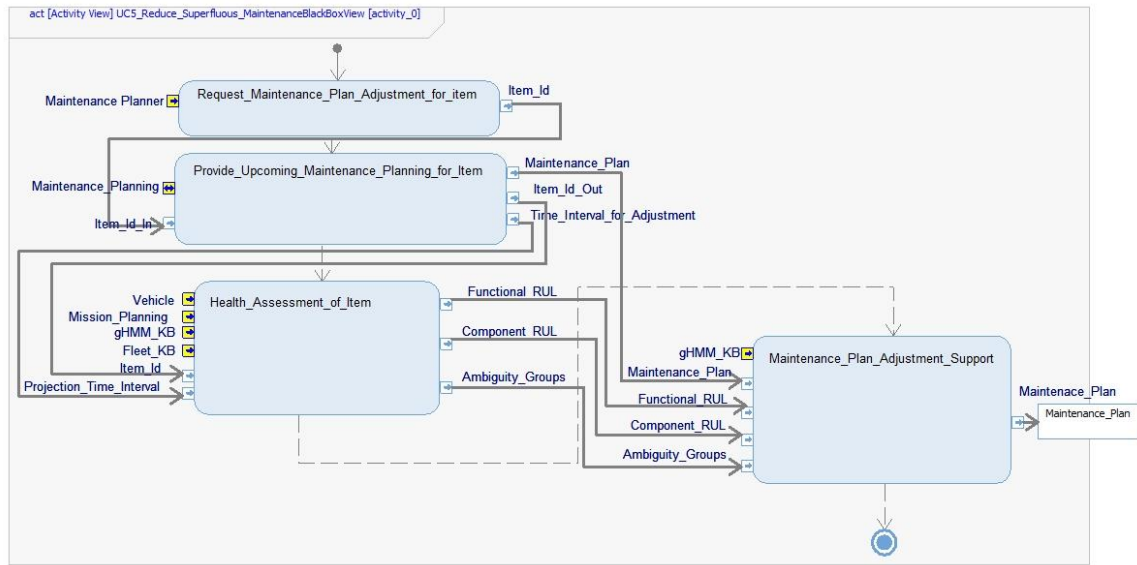 act [Activity View] UC5_Reduce_Superfluous_MaintenanceBlackBoxView [activity_0]
Request_Maintenance_Plan_Adjustment_for_item
Maintenance Planner
Item_Id
Provide_Upcoming_Maintenance_Planning_for_Item
Maintenance_Planning
Item_Id_In
Maintenance_Plan
Item_Id_Out
Time_Interval_for_Adjustment
Health_Assessment_of_Item
Vehicle
Mission_Planning
gHMM_KB
Fleet_KB
Item_Id
Projection_Time_Interval
Functional_RUL
Component_RUL
Ambiguity_Groups
Maintenance_Plan_Adjustment_Support
gHMM_KB
Maintenance_Plan
Functional_RUL
Component_RUL
Ambiguity_Groups
Maintenace_Plan
Maintenance_Plan